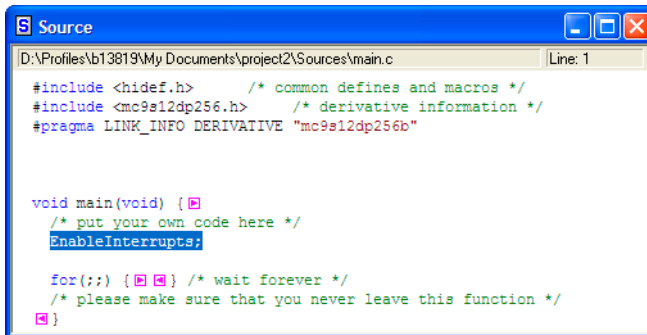 S Source
D:\Profiles\b13819\My Documents\project2\Sources\main.c Line: 1
#include <hidef.h> /* common defines and macros */
#include <mc9s12dp256.h> /* derivative information */
#pragma LINK_INFO DERIVATIVE "mc9s12dp256b"
void main(void) {
/* put your own code here */
EnableInterrupts;
for(;;) { } /* wait forever */
/* please make sure that you never leave this function */
}